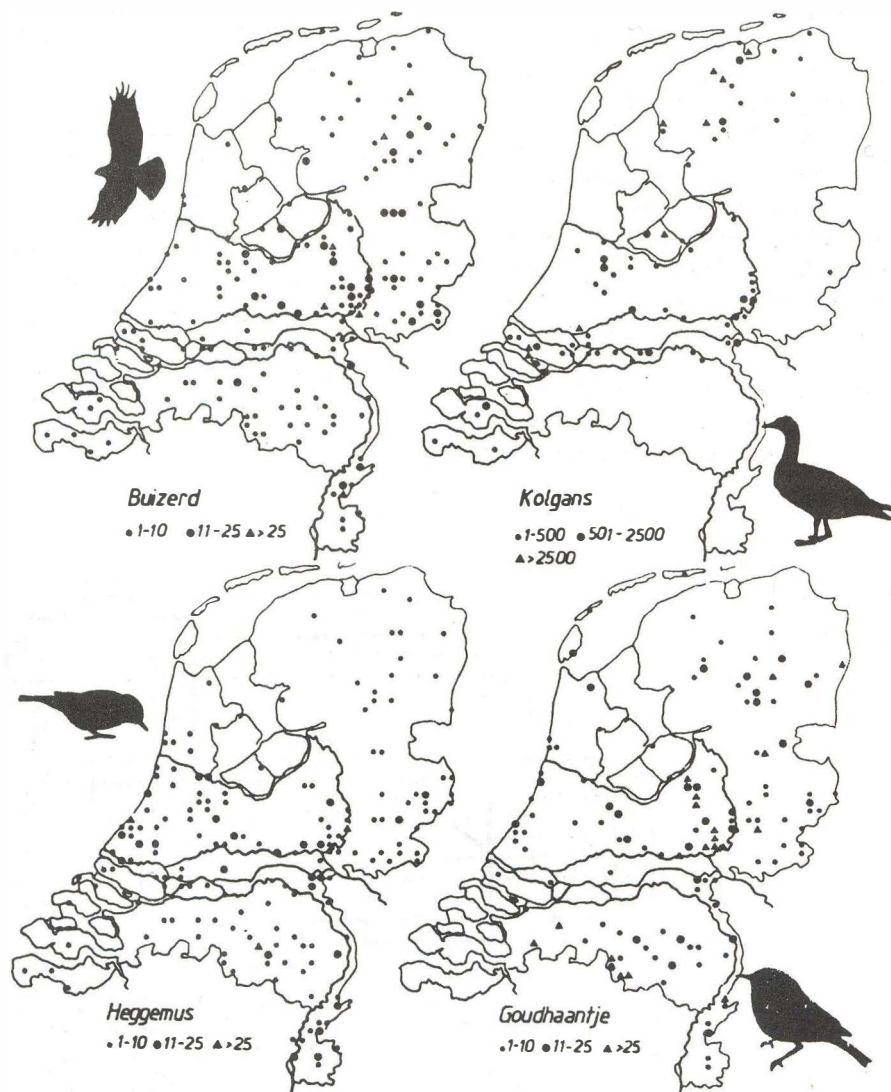 Buizerd
• 1-10 ● 11-25 ▲ >25
Kolgans
• 1-500 ● 501-2500
▲ >2500
Heggemus
• 1-10 ● 11-25 ▲ >25
Goudhaantje
• 1-10 ● 11-25 ▲ >25